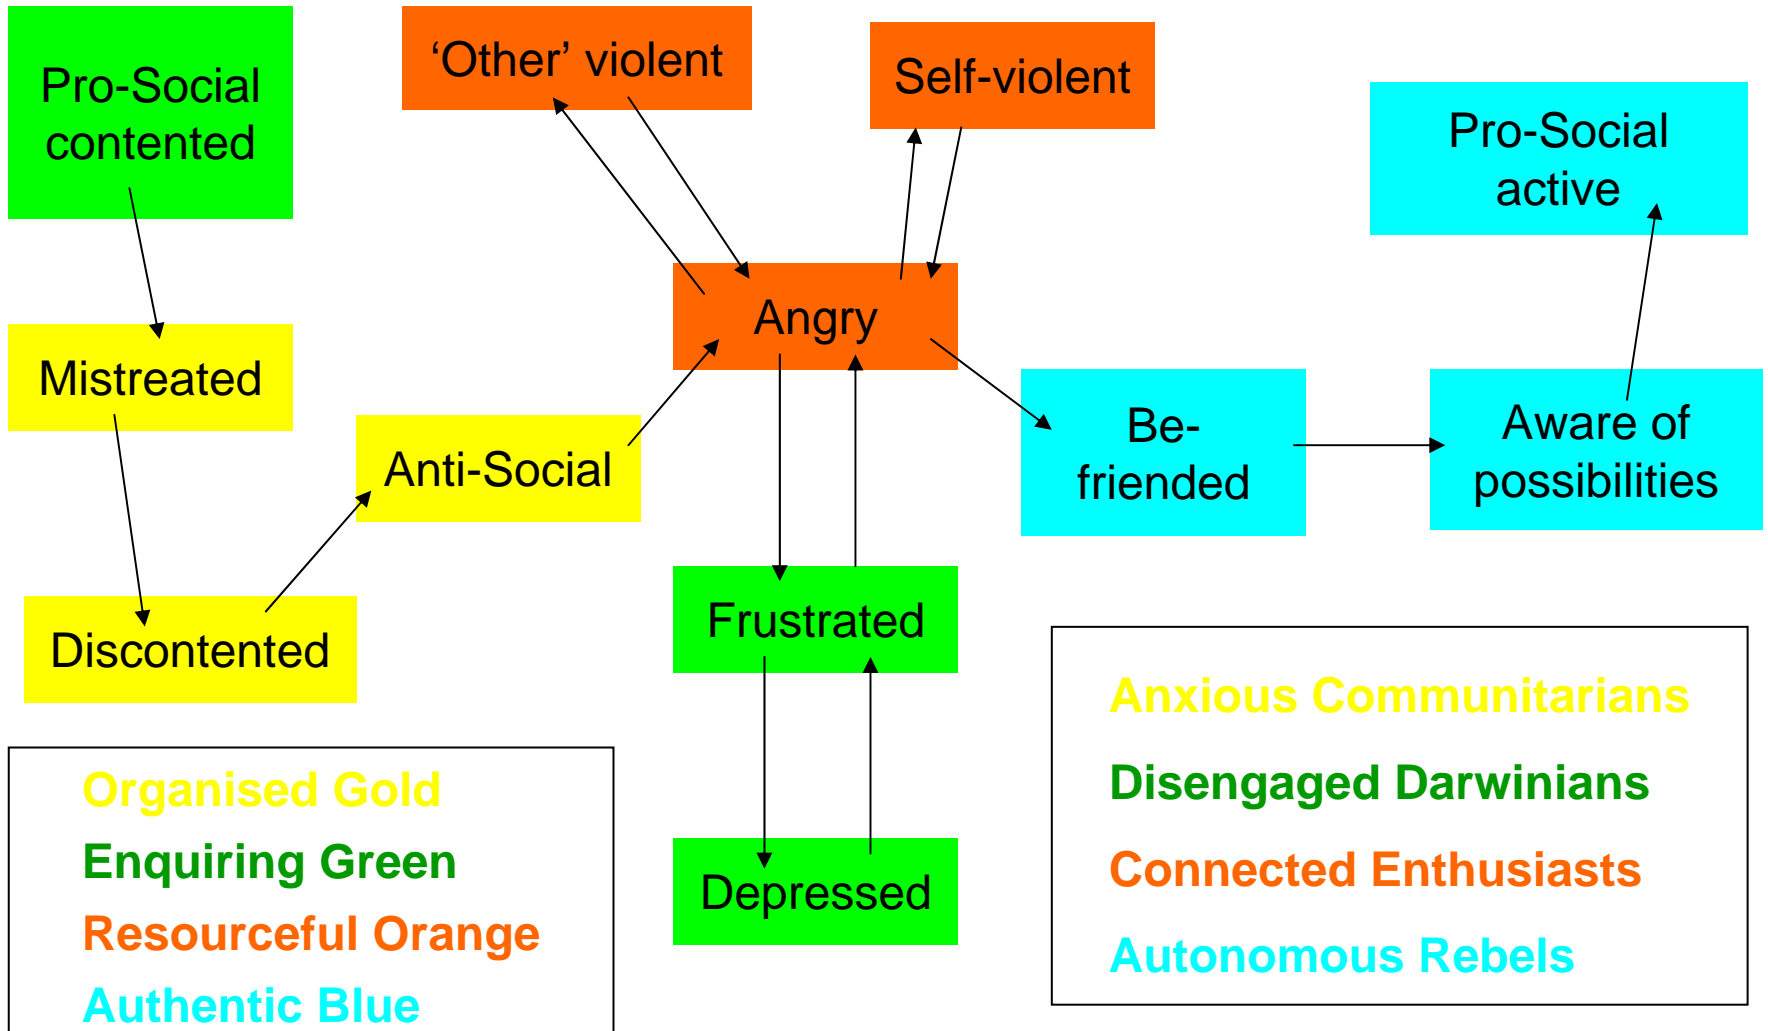 Pro-Social
contented
‘Other’ violent
Self-violent
Pro-Social
active
Angry
Mistreated
Anti-Social
Be-
friended
Aware of
possibilities
Discontented
Frustrated
Depressed
Organised Gold
Enquiring Green
Resourceful Orange
Authentic Blue
Anxious Communitarians
Disengaged Darwinians
Connected Enthusiasts
Autonomous Rebels